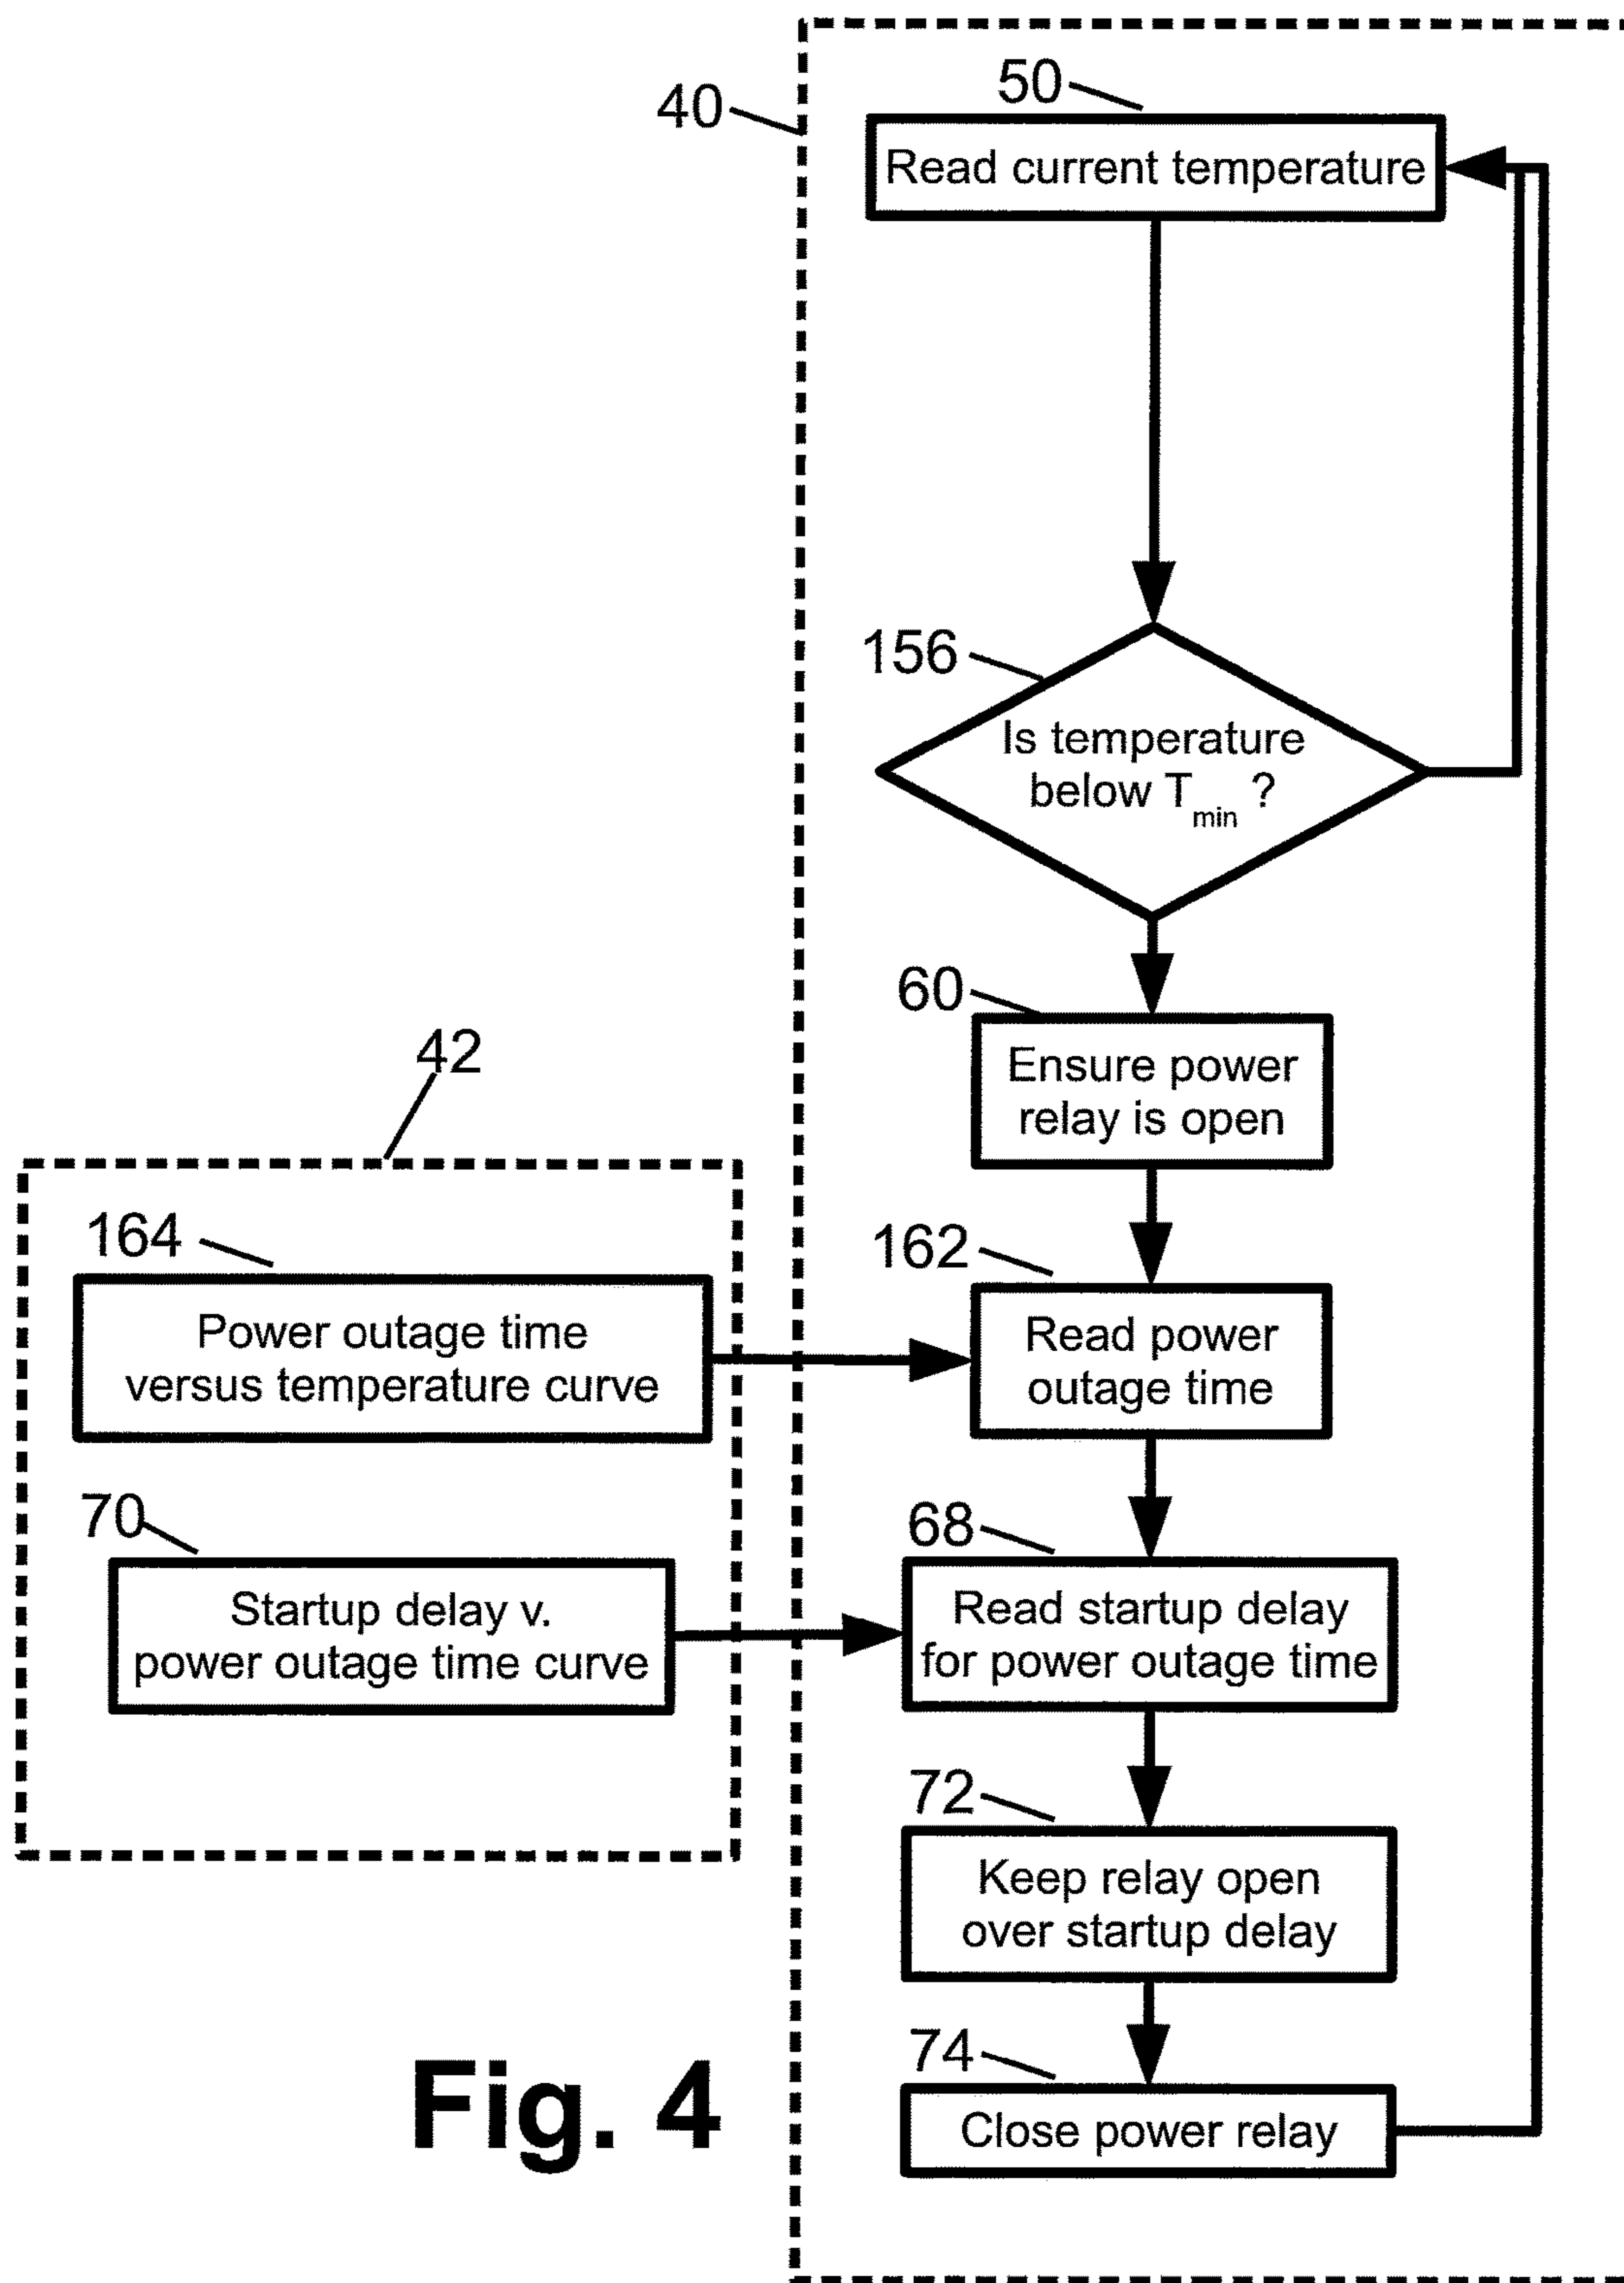 40
50
Read current temperature
156
Is temperature
below Tmin ?
60
Ensure power
relay is open
42
164
Power outage time
versus temperature curve
162
Read power
outage time
70
Startup delay v.
power outage time curve
68
Read startup delay
for power outage time
72
Keep relay open
over startup delay
74
Close power relay
Fig. 4